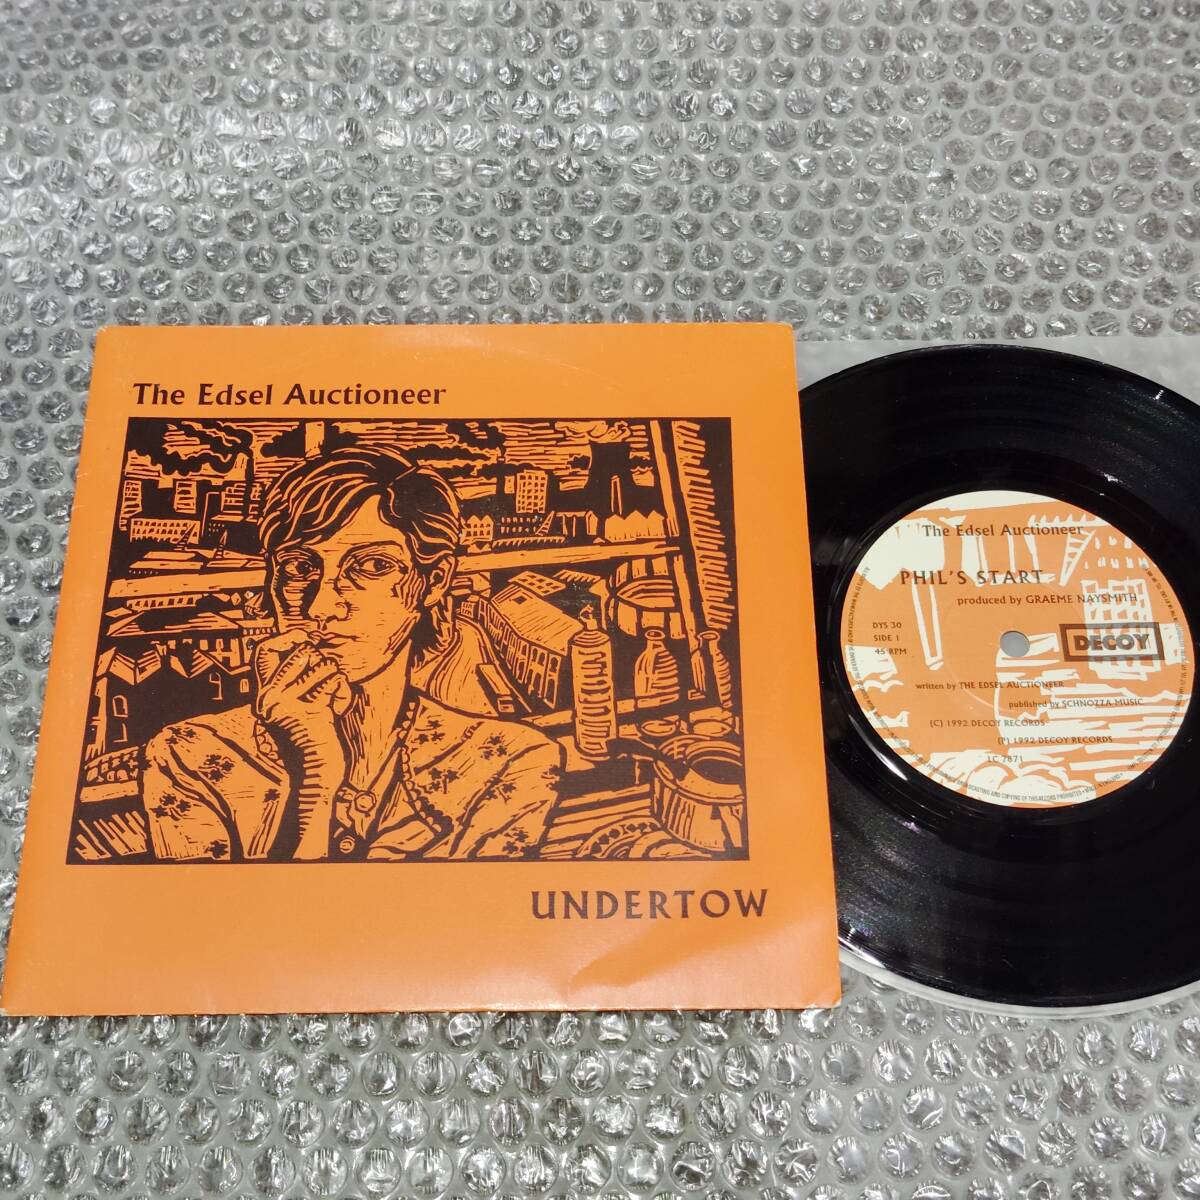 The Edsel Auctioneer
UNDERTOW
The Edsel Auctioneer
PHIL'S START
produced by GRAEME NAYSMITH
DYS 30
SIDE 1
45 RPM
DECOY
written by THE EDSEL AUCTIONEER
published by SCHNOZZA MUSIC
(C) 1992 DECOY RECORDS
(P) 1992 DECOY RECORDS
LC 7871